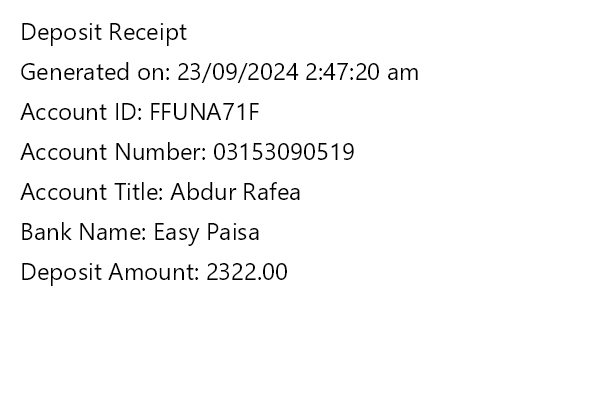 Deposit Receipt
Generated on: 23/09/2024 2:47:20 am
Account ID: FFUNA71F
Account Number: 03153090519
Account Title: Abdur Rafea
Bank Name: Easy Paisa
Deposit Amount: 2322.00